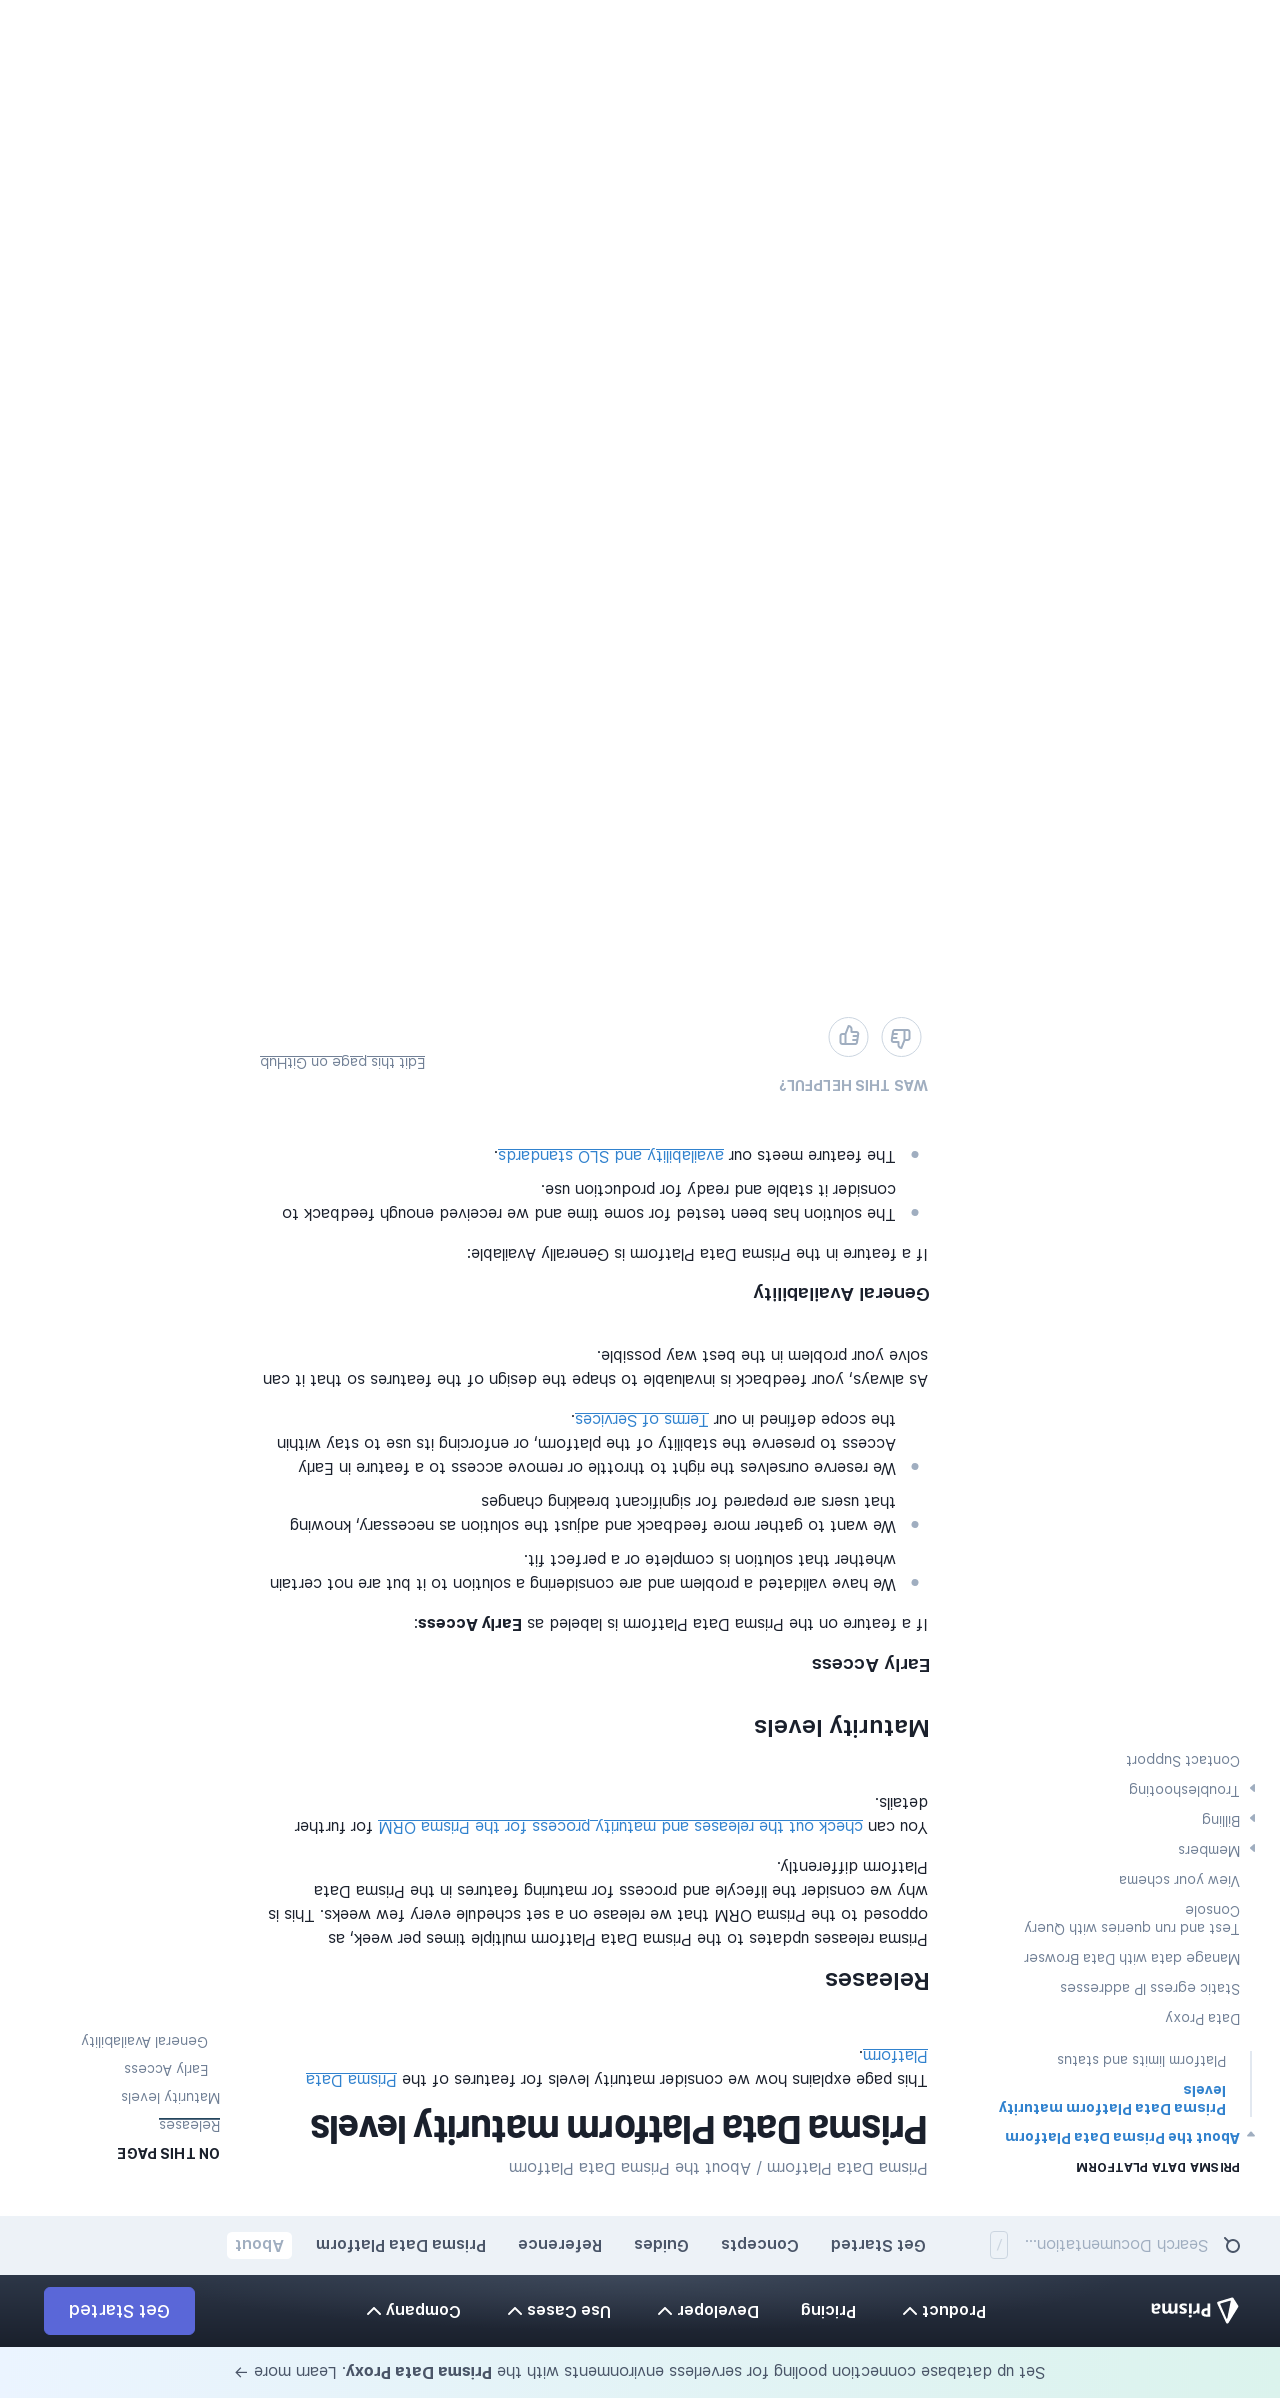 Set up database connection pooling for serverless environments with the Prisma Data Proxy. Learn more →
Prisma
Product
Pricing
Developer
Use Cases
Company
Get Started
Search Documentation...
/
Get Started
Concepts
Guides
Reference
Prisma Data Platform
About
PRISMA DATA PLATFORM
About the Prisma Data Platform
Prisma Data Platform maturity
levels
Platform limits and status
Data Proxy
Static egress IP addresses
Manage data with Data Browser
Test and run queries with Query
Console
View your schema
Members
Billing
Troubleshooting
Contact Support
Prisma Data Platform / About the Prisma Data Platform
Prisma Data Platform maturity levels
This page explains how we consider maturity levels for features of the Prisma Data
Platform.
Releases
Prisma releases updates to the Prisma Data Platform multiple times per week, as
opposed to the Prisma ORM that we release on a set schedule every few weeks. This is
why we consider the lifecyle and process for maturing features in the Prisma Data
Platform differently.
You can check out the releases and maturity process for the Prisma ORM for further
details.
Maturity levels
Early Access
If a feature on the Prisma Data Platform is labeled as Early Access:
We have validated a problem and are considering a solution to it but are not certain
whether that solution is complete or a perfect fit.
We want to gather more feedback and adjust the solution as necessary, knowing
that users are prepared for significant breaking changes
We reserve ourselves the right to throttle or remove access to a feature in Early
Access to preserve the stability of the platform, or enforcing its use to stay within
the scope defined in our Terms of Services.
As always, your feedback is invaluable to shape the design of the features so that it can
solve your problem in the best way possible.
General Availability
If a feature in the Prisma Data Platform is Generally Available:
The solution has been tested for some time and we received enough feedback to
consider it stable and ready for production use.
The feature meets our availability and SLO standards.
WAS THIS HELPFUL?
Edit this page on GitHub
ON THIS PAGE
Releases
Maturity levels
Early Access
General Availability